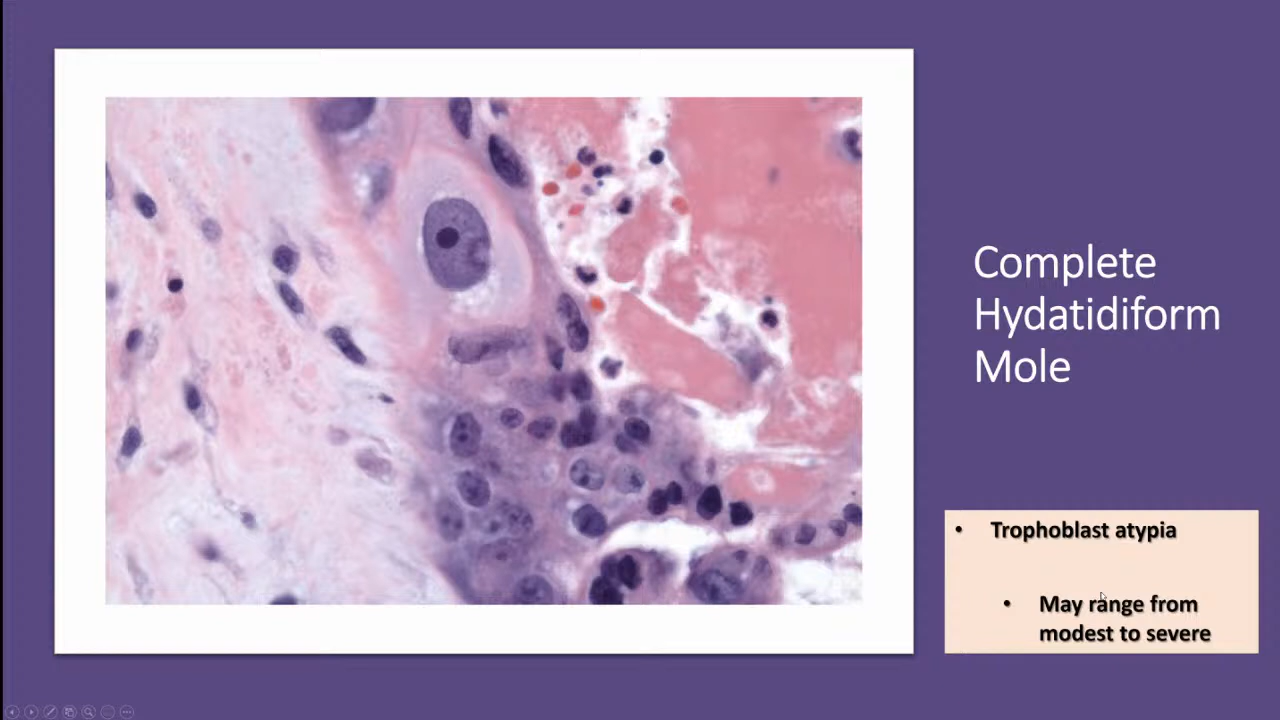 Complete
Hydatidiform
Mole
• Trophoblast atypia
• May range from
modest to severe